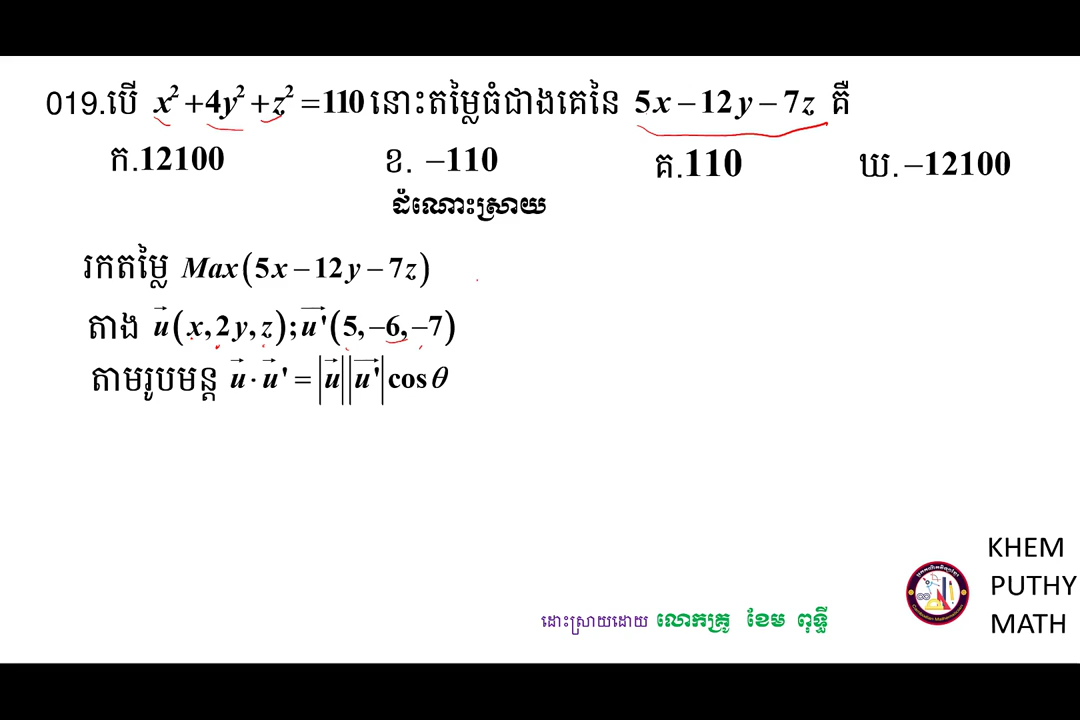 019.បើ x² + 4y² + z² = 110 នោះតម្លៃធំជាងគេនៃ 5x − 12y − 7z គឺ
ក.12100 ខ. −110 គ.110 ឃ. −12100
ដំណោះស្រាយ
រកតម្លៃ Max(5x − 12y − 7z)
តាង u⃗(x, 2y, z); u⃗'(5, −6, −7)
តាមរូបមន្ត u⃗ · u⃗' = |u⃗||u⃗'| cos θ
KHEM
PUTHY
MATH
ដោះស្រាយដោយ លោកគ្រូ ខែម ពុទ្ធី